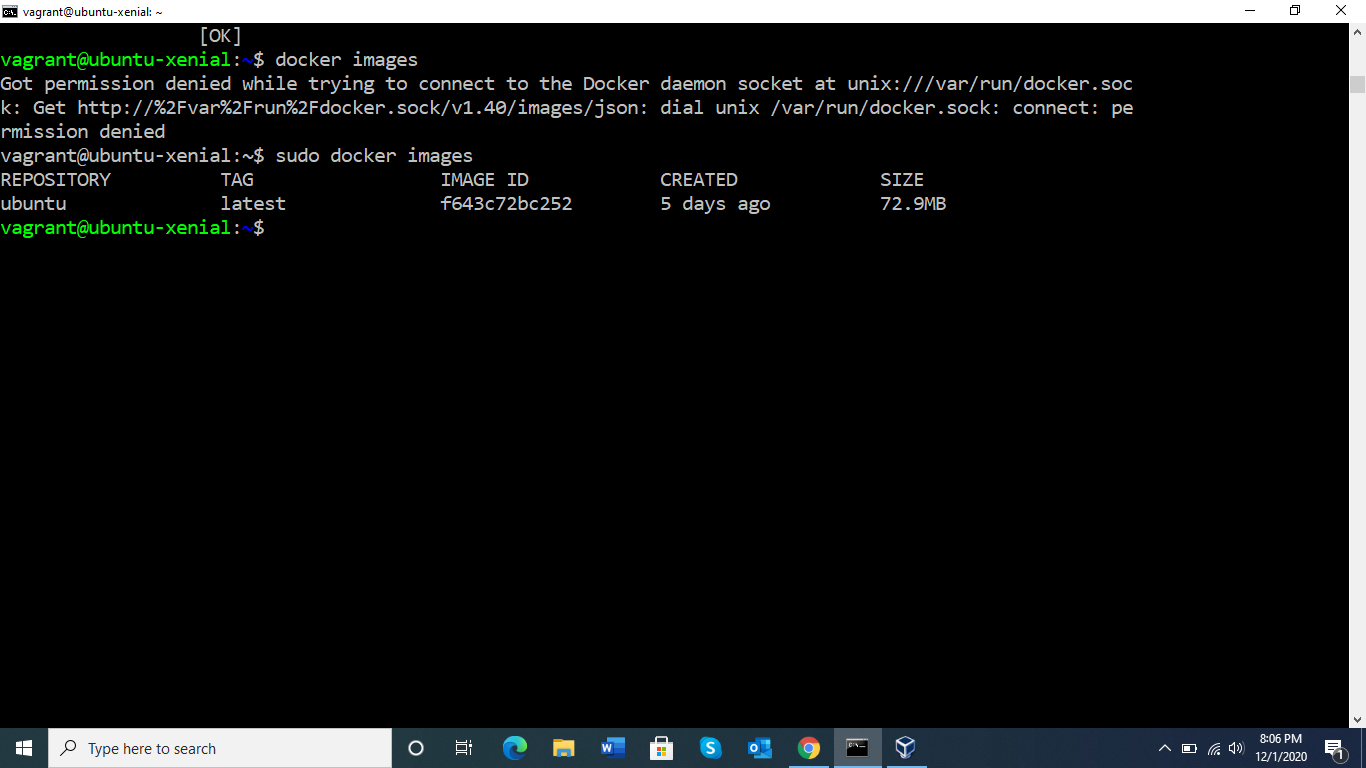 vagrant@ubuntu-xenial: ~
[OK]
vagrant@ubuntu-xenial:~$ docker images
Got permission denied while trying to connect to the Docker daemon socket at unix:///var/run/docker.soc
k: Get http://%2Fvar%2Frun%2Fdocker.sock/v1.40/images/json: dial unix /var/run/docker.sock: connect: pe
rmission denied
vagrant@ubuntu-xenial:~$ sudo docker images
REPOSITORY TAG IMAGE ID CREATED SIZE
ubuntu latest f643c72bc252 5 days ago 72.9MB
vagrant@ubuntu-xenial:~$
Type here to search
8:06 PM
12/1/2020
1